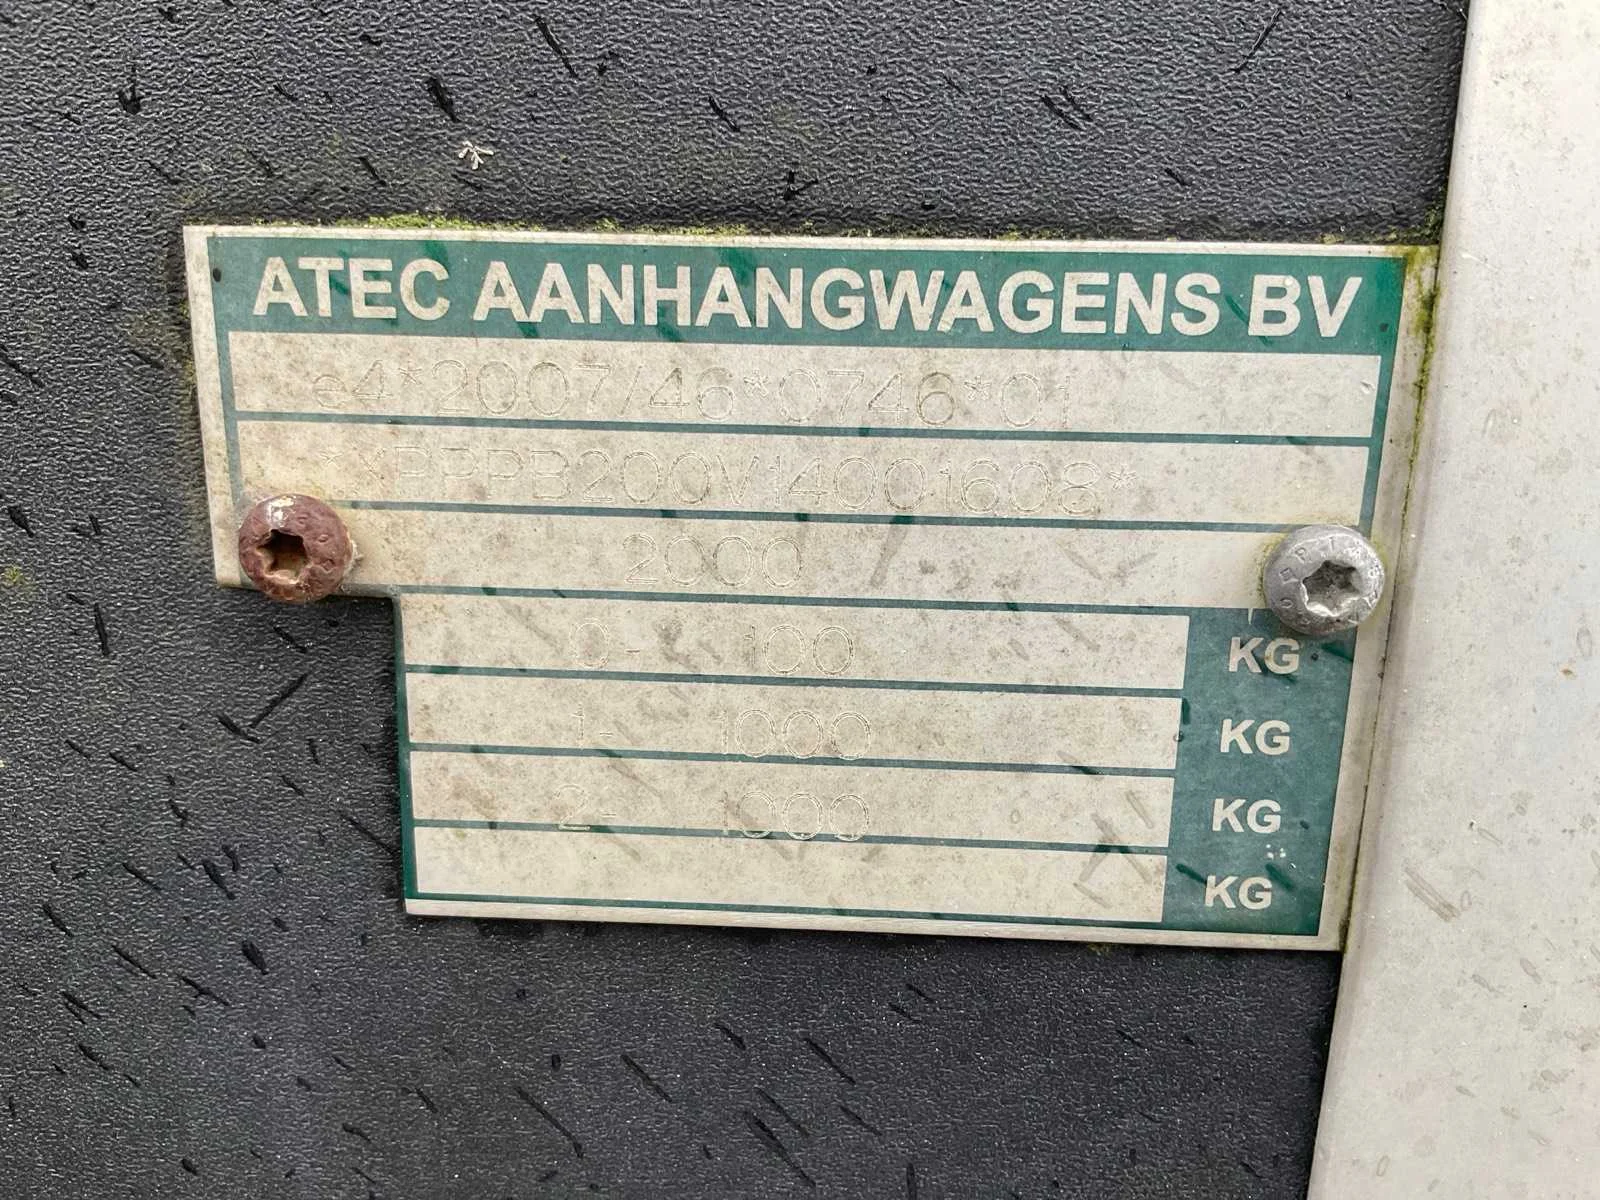 ATEC AANHANGWAGENS BV
e4*2007/46*0746*01
*XPPPB200V14001608*
2000
0- 100 KG
1- 1000 KG
2- 1000 KG
KG